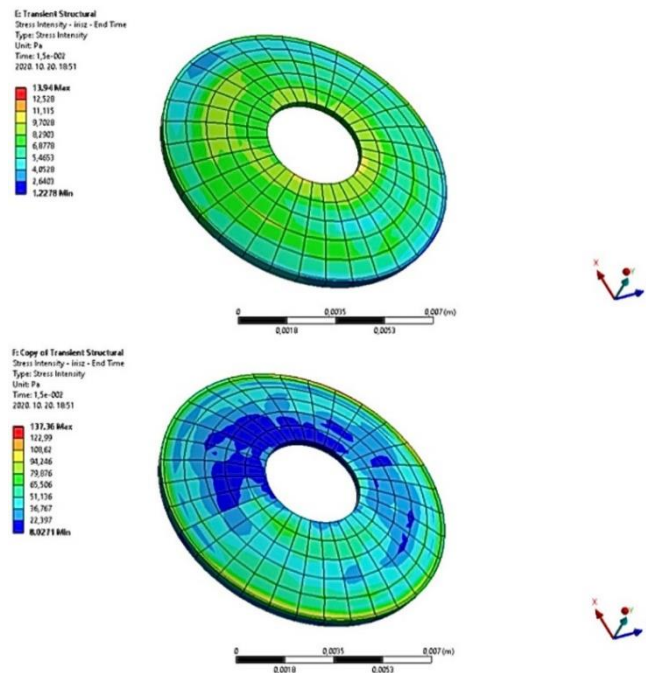 E: Transient Structural
Stress Intensity - irisz - End Time
Type: Stress Intensity
Unit: Pa
Time: 1,5e-002
2020. 10. 20. 18:51
13,94 Max
12,528
11,115
9,7028
8,2903
6,8778
5,4653
4,0528
2,6403
1,2278 Min
X
Y
0
0,0035
0,007 (m)
0,0018
0,0053
F: Copy of Transient Structural
Stress Intensity - irisz - End Time
Type: Stress Intensity
Unit: Pa
Time: 1,5e-002
2020. 10. 20. 18:51
137,36 Max
122,99
108,62
94,246
79,876
65,506
51,136
36,767
22,397
8,0271 Min
X
Y
0
0,0035
0,007 (m)
0,0018
0,0053